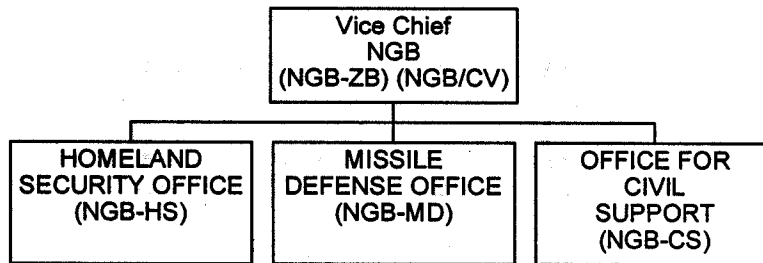 Vice Chief
NGB
(NGB-ZB) (NGB/CV)
HOMELAND
SECURITY OFFICE
(NGB-HS)
MISSILE
DEFENSE OFFICE
(NGB-MD)
OFFICE FOR
CIVIL
SUPPORT
(NGB-CS)